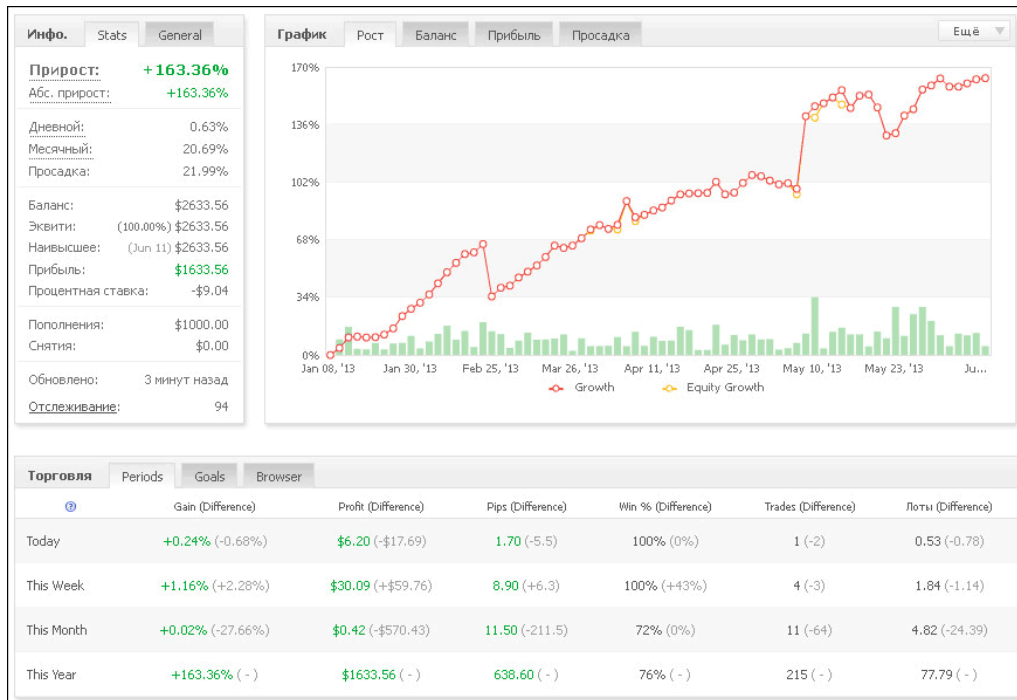 Инфо. Stats General
Прирост: +163.36%
Абс. прирост: +163.36%
Дневной: 0.63%
Месячный: 20.69%
Просадка: 21.99%
Баланс: $2633.56
Эквити: (100.00%) $2633.56
Наивысшее: (Jun 11) $2633.56
Прибыль: $1633.56
Процентная ставка: -$9.04
Пополнения: $1000.00
Снятия: $0.00
Обновлено: 3 минут назад
Отслеживание: 94
График Рост Баланс Прибыль Просадка Ещё
170%
136%
102%
68%
34%
0%
Jan 08, '13 Jan 30, '13 Feb 25, '13 Mar 26, '13 Apr 11, '13 Apr 25, '13 May 10, '13 May 23, '13 Ju...
Growth Equity Growth
Торговля Periods Goals Browser
? Gain (Difference) Profit (Difference) Pips (Difference) Win % (Difference) Trades (Difference) Лоты (Difference)
Today +0.24% (-0.68%) $6.20 (-$17.69) 1.70 (-5.5) 100% (0%) 1 (-2) 0.53 (-0.78)
This Week +1.16% (+2.28%) $30.09 (+$59.76) 8.90 (+6.3) 100% (+43%) 4 (-3) 1.84 (-1.14)
This Month +0.02% (-27.66%) $0.42 (-$570.43) 11.50 (-211.5) 72% (0%) 11 (-64) 4.82 (-24.39)
This Year +163.36% ( - ) $1633.56 ( - ) 638.60 ( - ) 76% ( - ) 215 ( - ) 77.79 ( - )